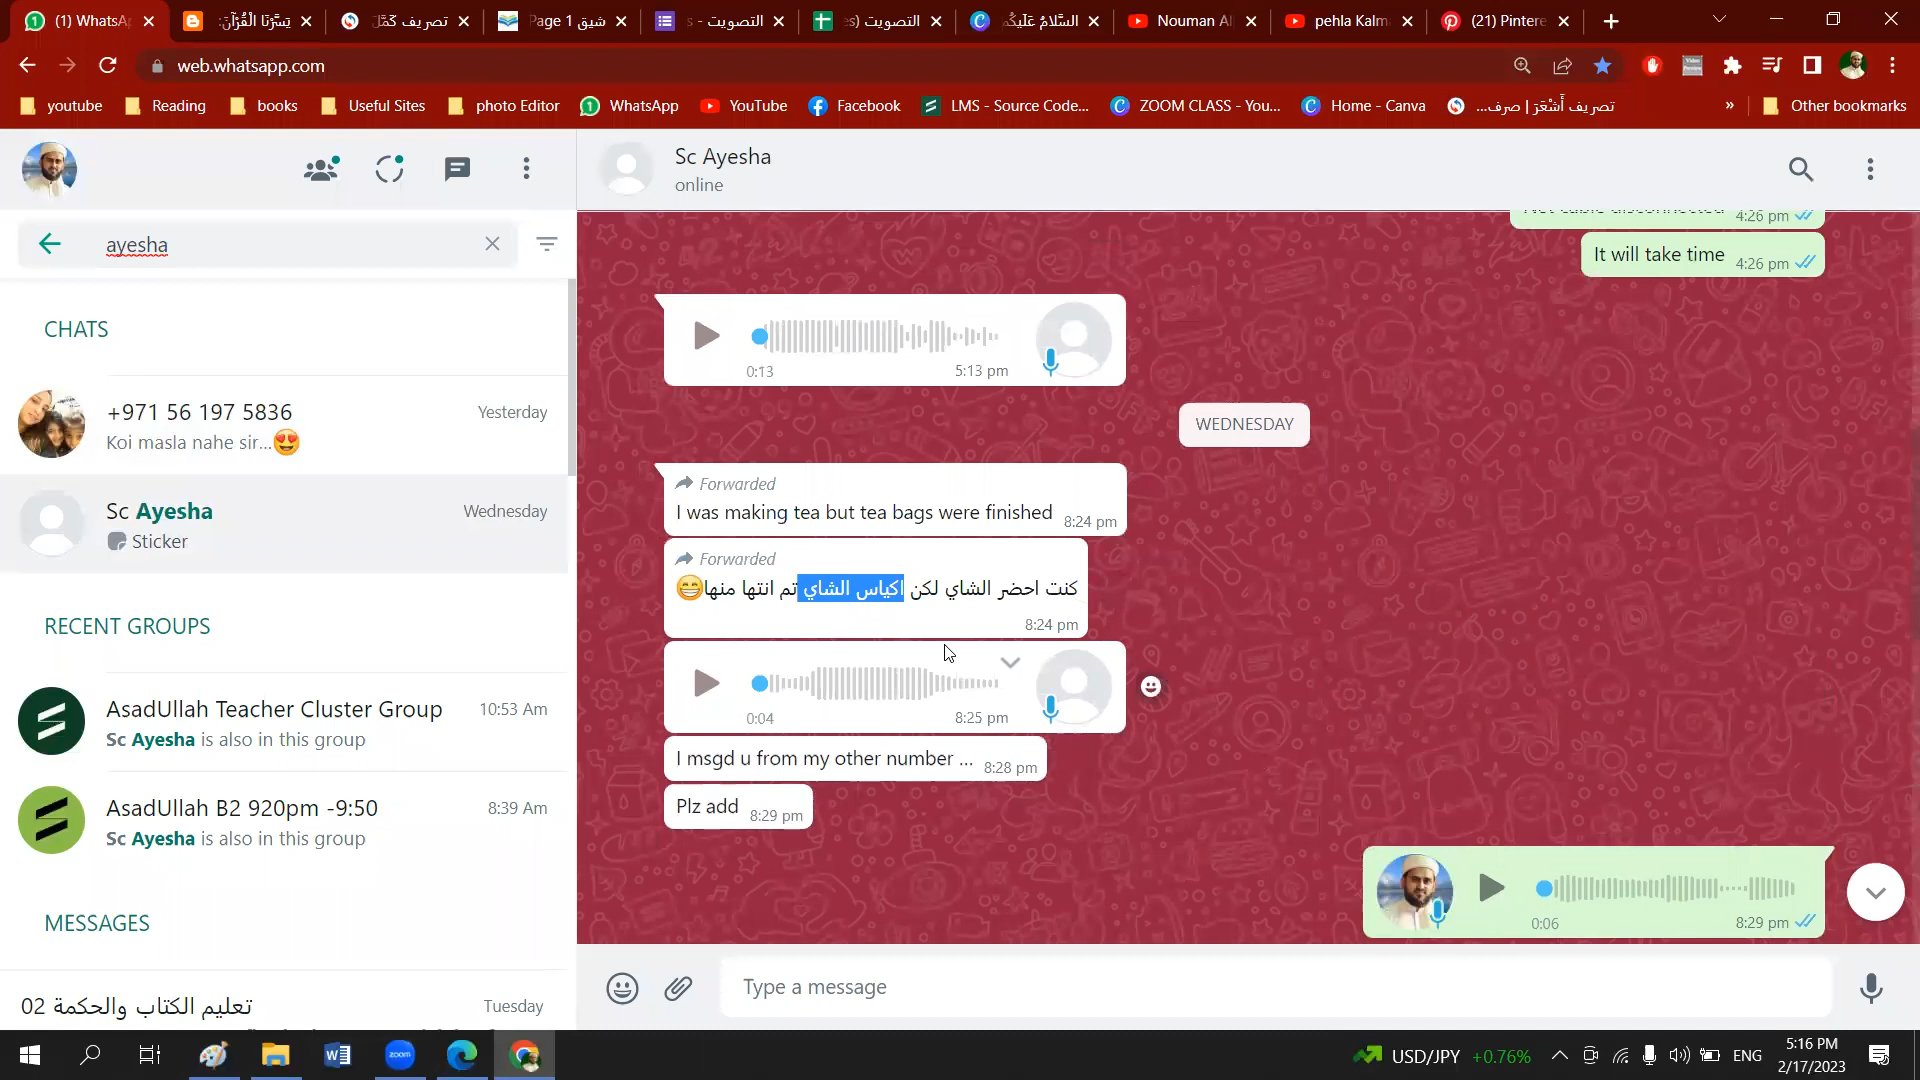 (1) WhatsA
يَسَّرْنَا الْقُرْآنَ:
تصريف كَمَّلَ
Page 1 شيق
التصويت - s
التصويت (es
السَّلامُ عَلَيكُم
Nouman Al
pehla Kalm
(21) Pintere
web.whatsapp.com
youtube
Reading
books
Useful Sites
photo Editor
WhatsApp
YouTube
Facebook
LMS - Source Code...
ZOOM CLASS - You...
Home - Canva
تصريف أَسْعَرَ | صرف...
»
Other bookmarks
ayesha
CHATS
+971 56 197 5836
Yesterday
Koi masla nahe sir...😍
Sc Ayesha
Wednesday
Sticker
RECENT GROUPS
AsadUllah Teacher Cluster Group
10:53 Am
Sc Ayesha is also in this group
AsadUllah B2 920pm -9:50
8:39 Am
Sc Ayesha is also in this group
MESSAGES
تعليم الكتاب والحكمة 02
Tuesday
Sc Ayesha
online
4:26 pm
It will take time
4:26 pm
0:13
5:13 pm
WEDNESDAY
Forwarded
I was making tea but tea bags were finished
8:24 pm
Forwarded
كنت احضر الشاي لكن اكياس الشاي تم انتها منها😁
8:24 pm
0:04
8:25 pm
I msgd u from my other number ...
8:28 pm
Plz add
8:29 pm
0:06
8:29 pm
Type a message
zoom
USD/JPY +0.76%
ENG
5:16 PM
2/17/2023